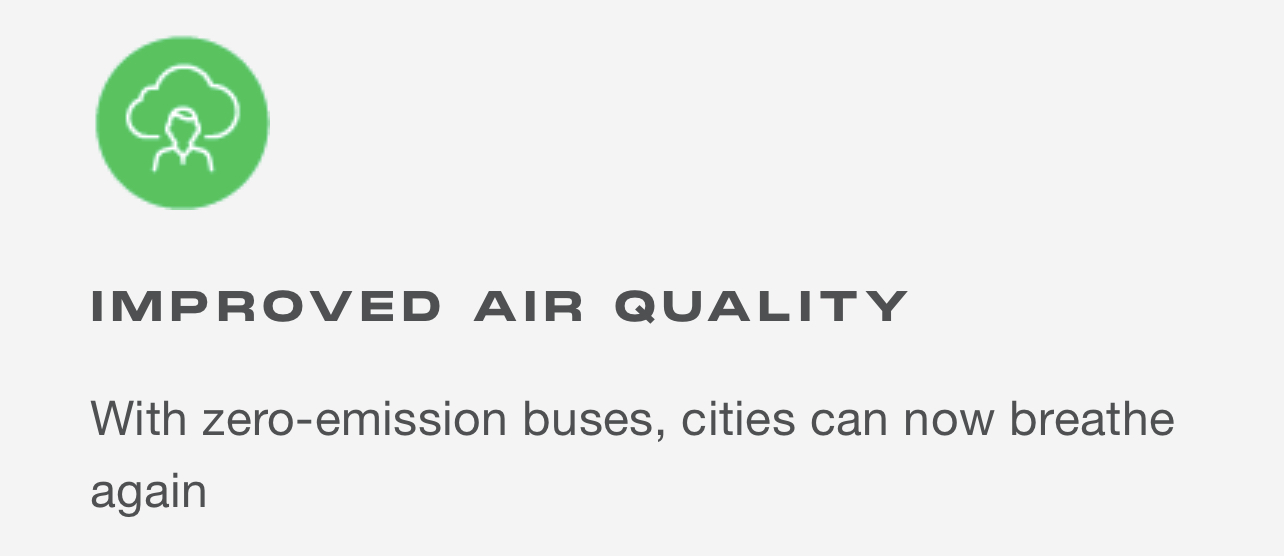 IMPROVED AIR QUALITY
With zero-emission buses, cities can now breathe
again